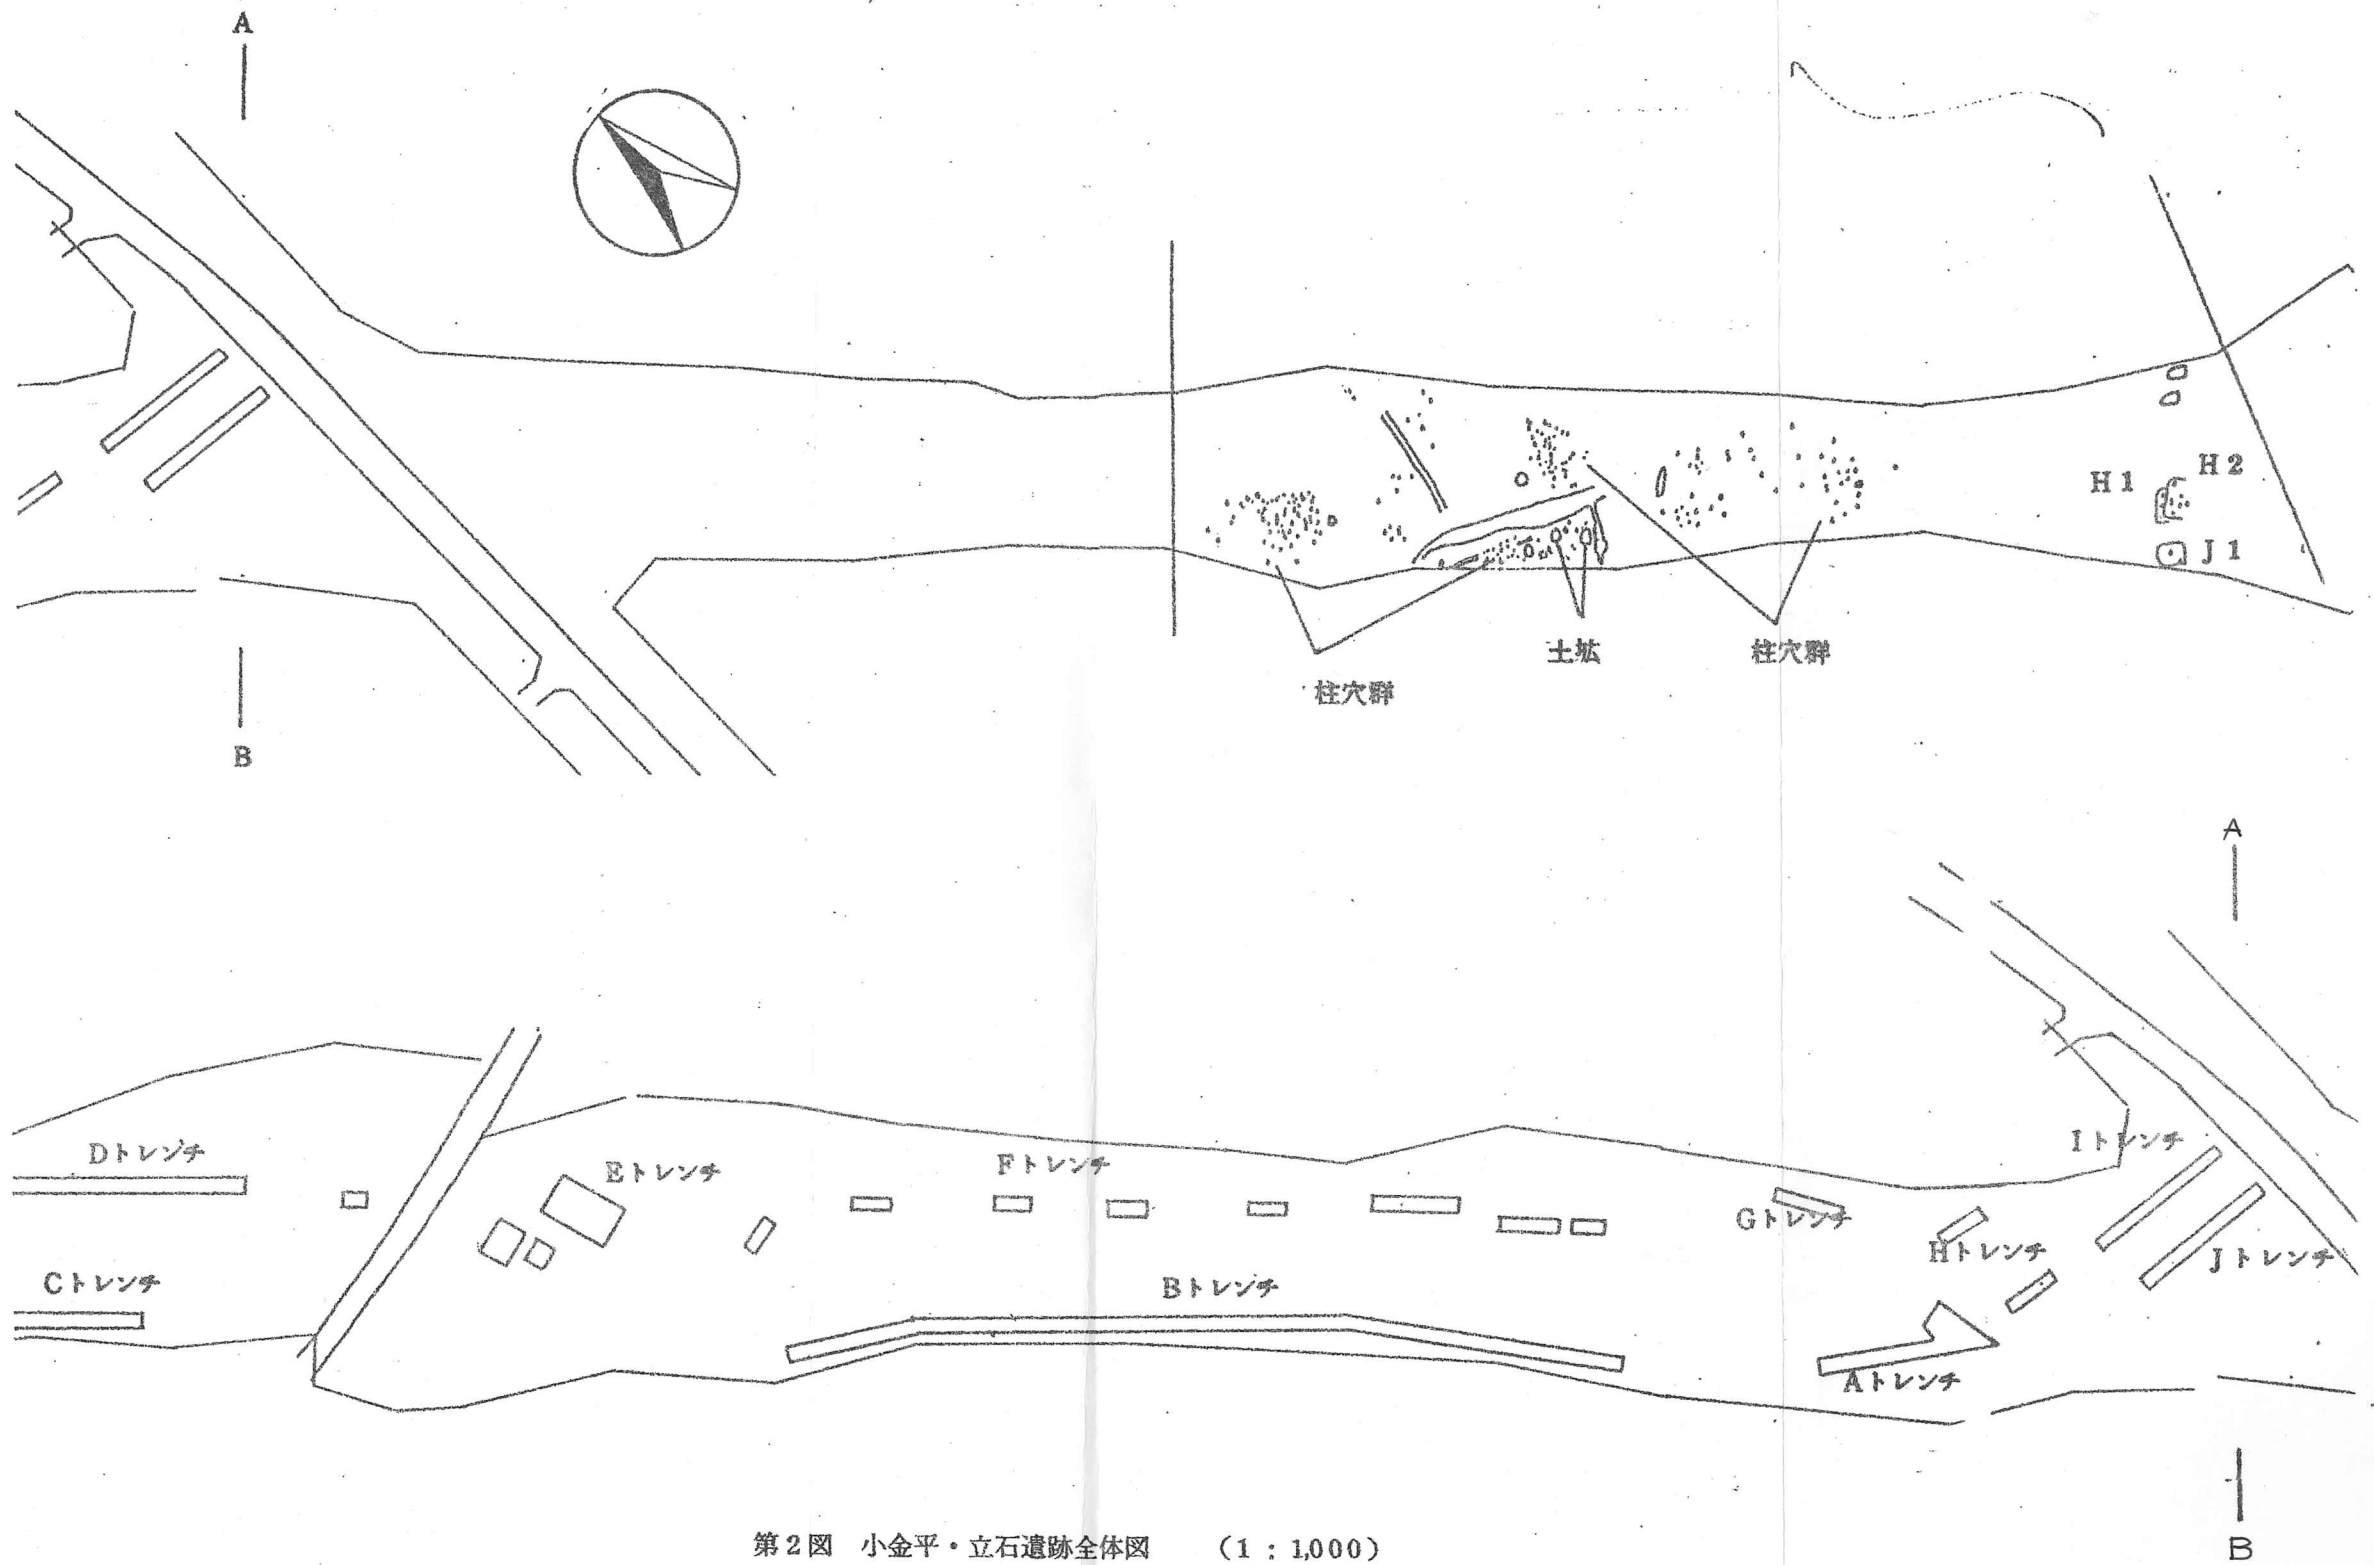 A
H2
H1
J1
土坑
柱穴群
柱穴群
B
A
Iトレンチ
Dトレンチ
Eトレンチ
Fトレンチ
Gトレンチ
Hトレンチ
Jトレンチ
Cトレンチ
Bトレンチ
Aトレンチ
B
第2図 小金平・立石遺跡全体図 (1:1,000)